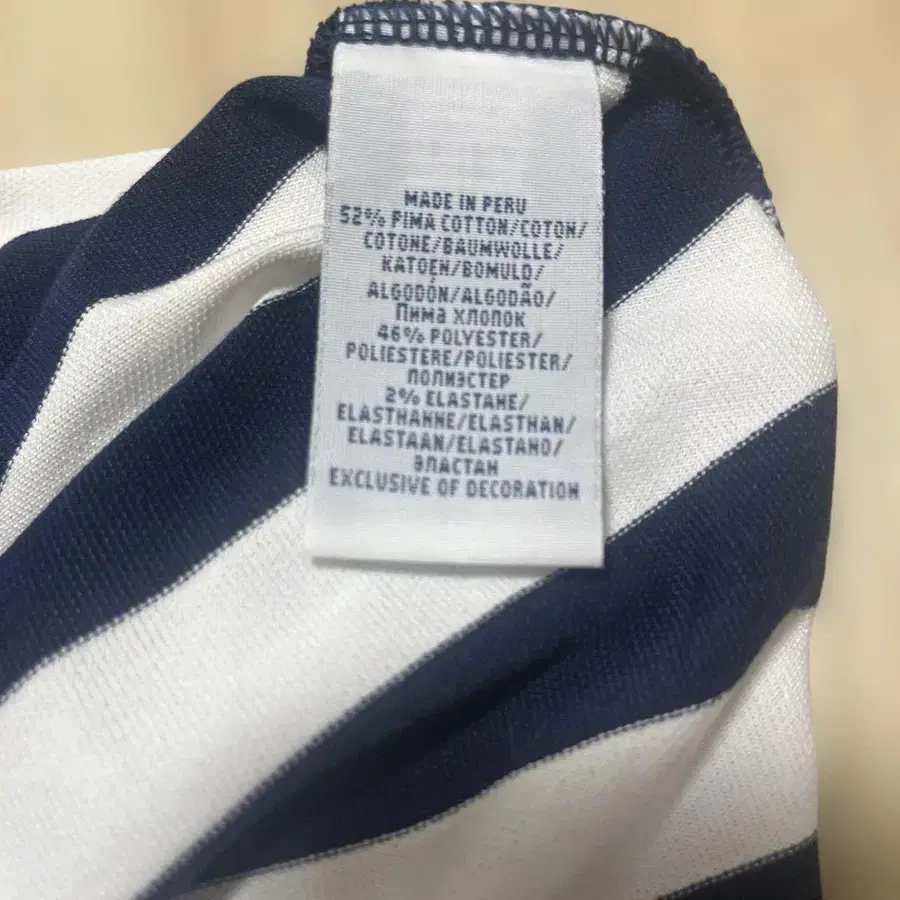 MADE IN PERU
52% PIMA COTTON/COTON/
COTONE/BAUMWOLLE/
KATOEN/BOMULD/
ALGODÓN/ALGODÃO/
Пима хлопок
46% POLYESTER/
POLIESTERE/POLIESTER/
ПОЛИЭСТЕР
2% ELASTANE/
ELASTHANNE/ELASTHAN/
ELASTAAN/ELASTANO/
ЭЛАСТАН
EXCLUSIVE OF DECORATION